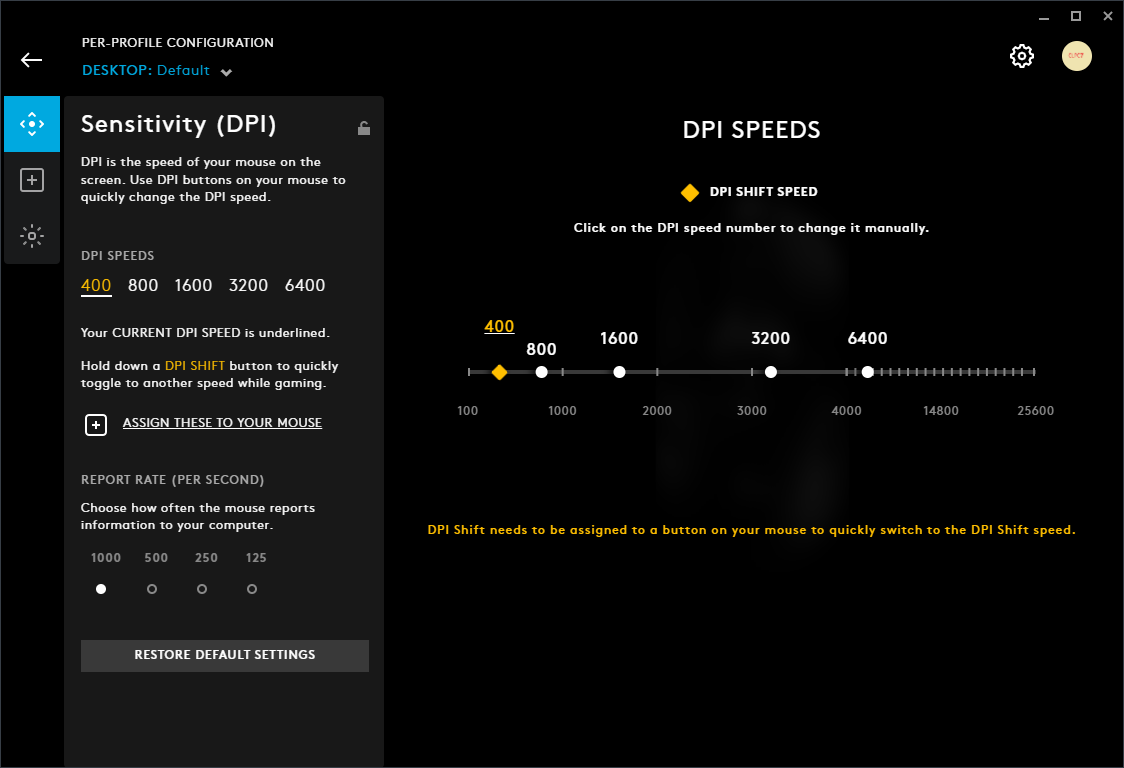 PER-PROFILE CONFIGURATION
DESKTOP: Default
Sensitivity (DPI)
DPI is the speed of your mouse on the
screen. Use DPI buttons on your mouse to
quickly change the DPI speed.
DPI SPEEDS
400 800 1600 3200 6400
Your CURRENT DPI SPEED is underlined.
Hold down a DPI SHIFT button to quickly
toggle to another speed while gaming.
ASSIGN THESE TO YOUR MOUSE
REPORT RATE (PER SECOND)
Choose how often the mouse reports
information to your computer.
1000 500 250 125
RESTORE DEFAULT SETTINGS
DPI SPEEDS
DPI SHIFT SPEED
Click on the DPI speed number to change it manually.
400 800 1600 3200 6400
100 1000 2000 3000 4000 14800 25600
DPI Shift needs to be assigned to a button on your mouse to quickly switch to the DPI Shift speed.